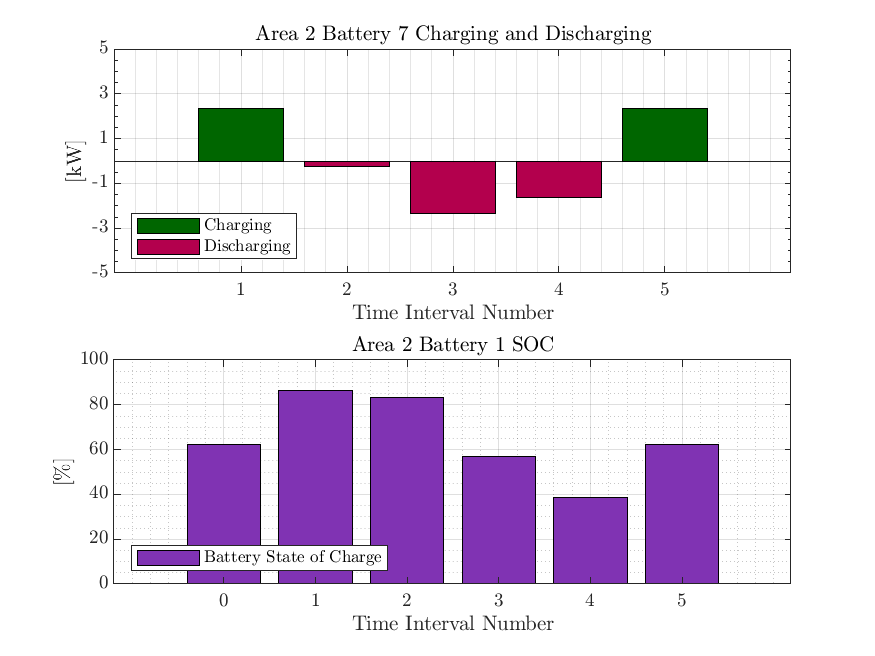 Area 2 Battery 7 Charging and Discharging
5
3
1
-1
-3
-5
[kW]
Charging
Discharging
1 2 3 4 5
Time Interval Number
Area 2 Battery 1 SOC
100
80
60
40
20
0
[%]
Battery State of Charge
0 1 2 3 4 5
Time Interval Number